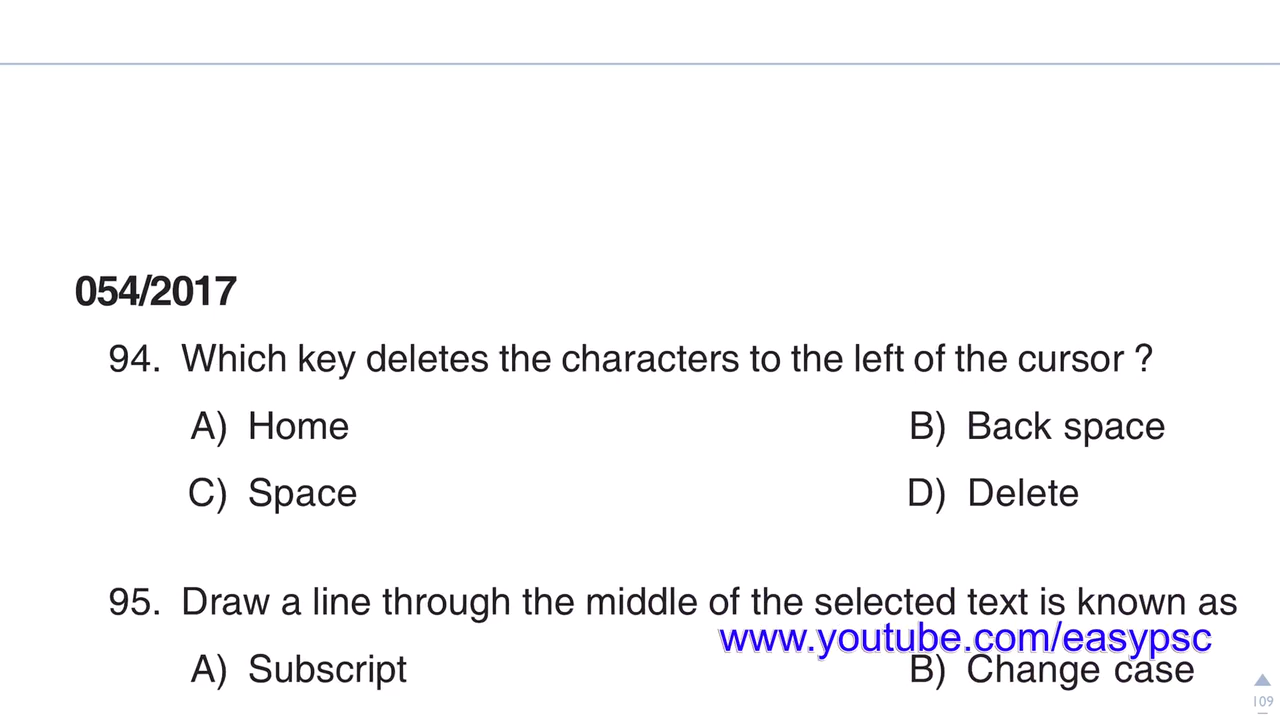 054/2017
94. Which key deletes the characters to the left of the cursor ?
A) Home B) Back space
C) Space D) Delete
95. Draw a line through the middle of the selected text is known as
www.youtube.com/easypsc
A) Subscript B) Change case
109